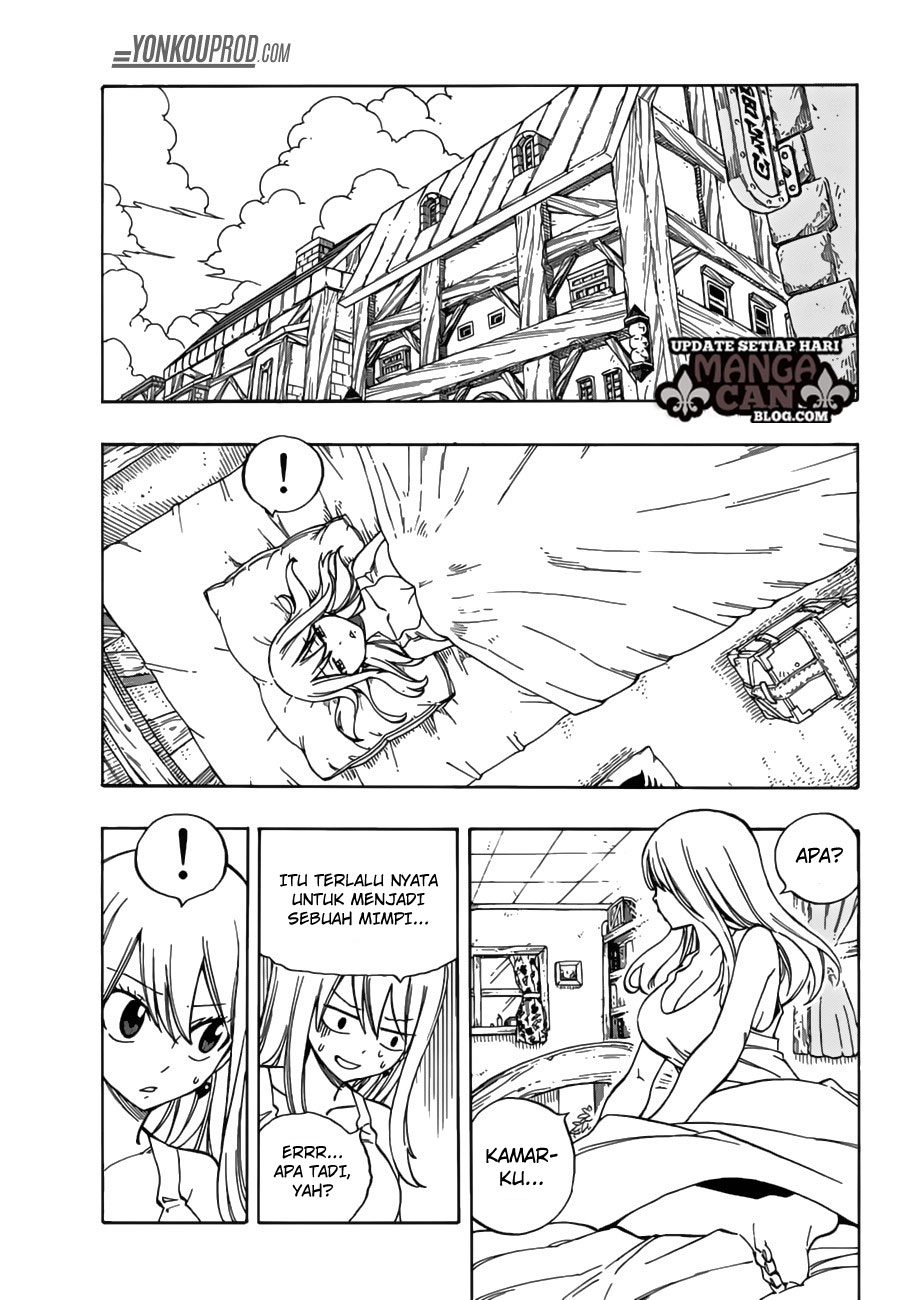 YONKOUPROD.COM
UPDATE SETIAP HARI
MANGA
CAN
BLOG.COM
!
APA?
KAMAR-
KU...
ITU TERLALU NYATA
UNTUK MENJADI
SEBUAH MIMPI...
ERRR...
APA TADI,
YAH?
!